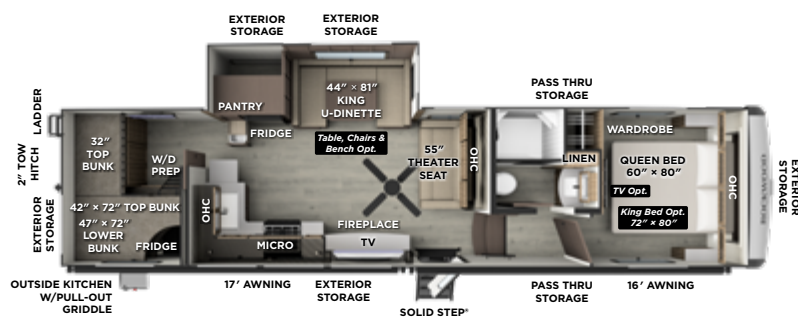 EXTERIOR
STORAGE
EXTERIOR
STORAGE
PASS THRU
STORAGE
LADDER
2" TOW
HITCH
EXTERIOR
STORAGE
32"
TOP
BUNK
W/D
PREP
PANTRY
FRIDGE
44" × 81"
KING
U-DINETTE
Table, Chairs &
Bench Opt.
55"
THEATER
SEAT
OHC
LINEN
WARDROBE
QUEEN BED
60" × 80"
TV Opt.
King Bed Opt.
72" × 80"
OHC
ROCKWOOD
EXTERIOR
STORAGE
42" × 72" TOP BUNK
47" × 72"
LOWER
BUNK
FRIDGE
OHC
MICRO
FIREPLACE
TV
OUTSIDE KITCHEN
W/PULL-OUT
GRIDDLE
17' AWNING
EXTERIOR
STORAGE
SOLID STEP®
PASS THRU
STORAGE
16' AWNING